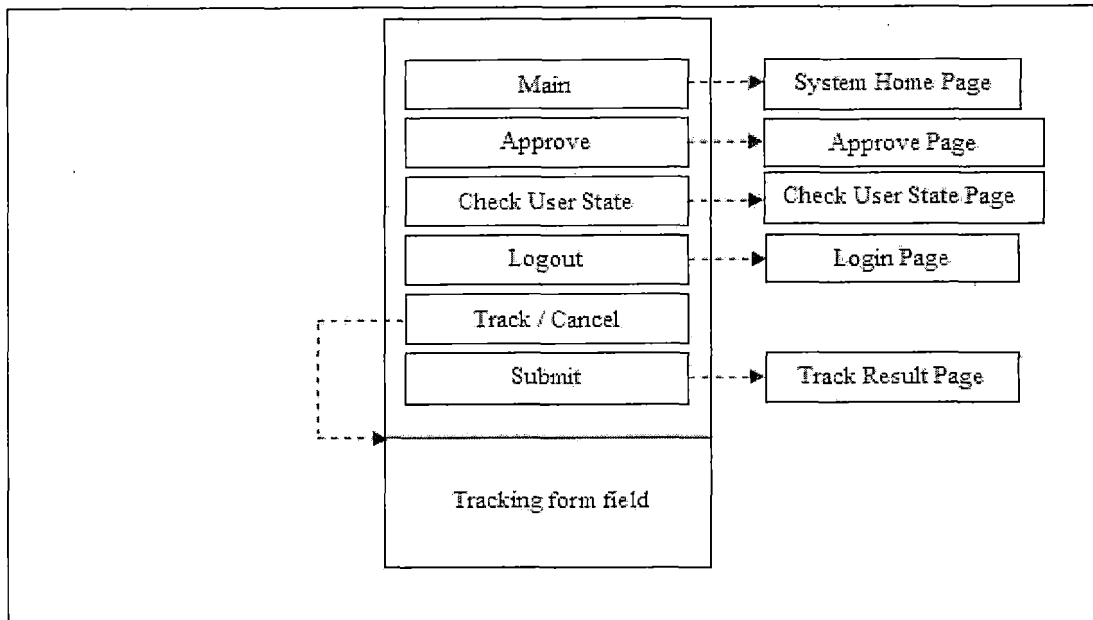 Main
System Home Page
Approve
Approve Page
Check User State
Check User State Page
Logout
Login Page
Track / Cancel
Submit
Track Result Page
Tracking form field